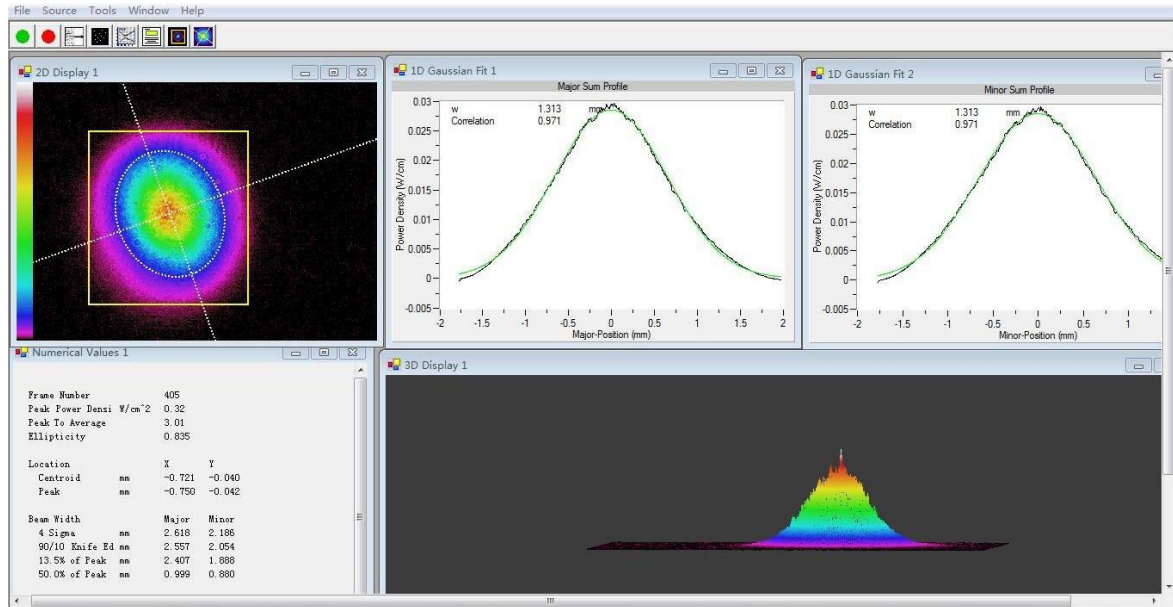 File Source Tools Window Help
2D Display 1
1D Gaussian Fit 1
Major Sum Profile
w 1.313 mm
Correlation 0.971
Power Density (W/cm)
0.03
0.025
0.02
0.015
0.01
0.005
0
-0.005
-2 -1.5 -1 -0.5 0 0.5 1 1.5 2
Major-Position (mm)
1D Gaussian Fit 2
Minor Sum Profile
w 1.313 mm
Correlation 0.971
Power Density (W/cm)
0.03
0.025
0.02
0.015
0.01
0.005
0
-0.005
-2 -1.5 -1 -0.5 0 0.5 1
Minor-Position (mm)
Numerical Values 1
Frame Number 405
Peak Power Densi W/cm^2 0.32
Peak To Average 3.01
Ellipticity 0.835
Location X Y
Centroid mm -0.721 -0.040
Peak mm -0.750 -0.042
Beam Width Major Minor
4 Sigma mm 2.618 2.186
90/10 Knife Ed mm 2.557 2.054
13.5% of Peak mm 2.407 1.888
50.0% of Peak mm 0.999 0.880
3D Display 1